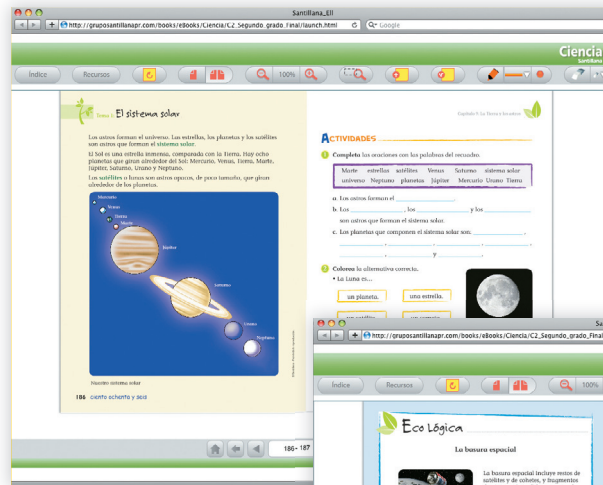 Santillana_Eli
http://gruposantillanapr.com/books/eBooks/Ciencia/C2_Segundo_grado_Final/launch.html
Google
Ciencia
Santillana
Índice
Recursos
100%
Tema 1: El sistema solar
Los astros forman el universo. Las estrellas, los planetas y los satélites
son astros que forman el sistema solar.
El Sol es una estrella inmensa, comparada con la Tierra. Hay ocho
planetas que giran alrededor del Sol: Mercurio, Venus, Tierra, Marte,
Júpiter, Saturno, Urano y Neptuno.
Los satélites o lunas son astros opacos, de poco tamaño, que giran
alrededor de los planetas.
Mercurio
Venus
Tierra
Marte
Júpiter
Saturno
Urano
Neptuno
Nuestro sistema solar
186 ciento ochenta y seis
ACTIVIDADES
1 Completa las oraciones con las palabras del recuadro.
Marte estrellas satélites Venus Saturno sistema solar
universo Neptuno planetas Júpiter Mercurio Urano Tierra
a. Los astros forman el
b. Los , los y los
son astros que forman el sistema solar.
c. Los planetas que componen el sistema solar son: ,
, , , ,
, y .
2 Colorea la alternativa correcta.
• La Luna es...
un planeta.
una estrella.
un satélite.
un cometa.
186-187
Sa
http://gruposantillanapr.com/books/eBooks/Ciencia/C2_Segundo_grado_Final
Índice
Recursos
100%
Eco Lógica
La basura espacial
La basura espacial incluye restos de
satélites y de cohetes, y fragmentos